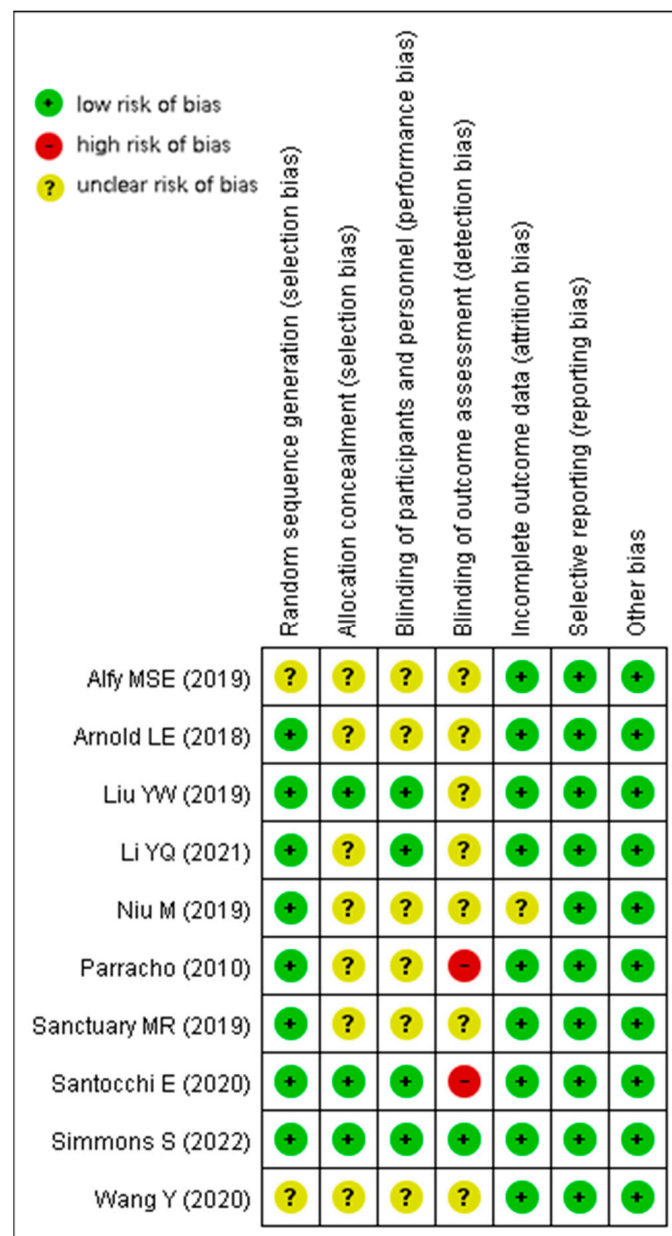 + low risk of bias
- high risk of bias
? unclear risk of bias
Random sequence generation (selection bias)
Allocation concealment (selection bias)
Blinding of participants and personnel (performance bias)
Blinding of outcome assessment (detection bias)
Incomplete outcome data (attrition bias)
Selective reporting (reporting bias)
Other bias
Alfy MSE (2019) ? ? ? ? + + +
Arnold LE (2018) + ? ? ? + + +
Liu YW (2019) + + + ? + + +
Li YQ (2021) + ? + ? + + +
Niu M (2019) + ? ? ? ? + +
Parracho (2010) + ? ? - + + +
Sanctuary MR (2019) + ? ? ? + + +
Santocchi E (2020) + + + - + + +
Simmons S (2022) + + + + + + +
Wang Y (2020) ? ? ? ? + + +